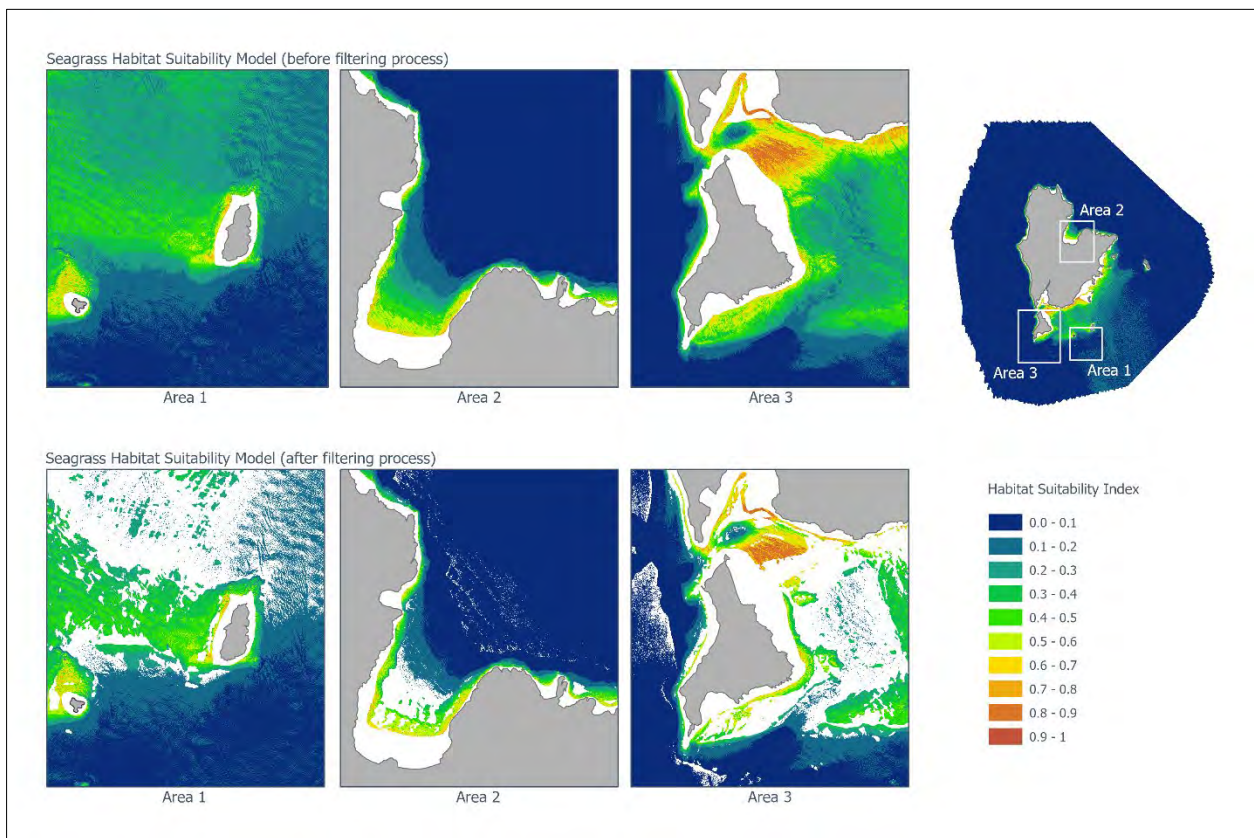 Seagrass Habitat Suitability Model (before filtering process)
Area 1
Area 2
Area 3
Area 2
Area 3
Area 1
Seagrass Habitat Suitability Model (after filtering process)
Area 1
Area 2
Area 3
Habitat Suitability Index
0.0 - 0.1
0.1 - 0.2
0.2 - 0.3
0.3 - 0.4
0.4 - 0.5
0.5 - 0.6
0.6 - 0.7
0.7 - 0.8
0.8 - 0.9
0.9 - 1